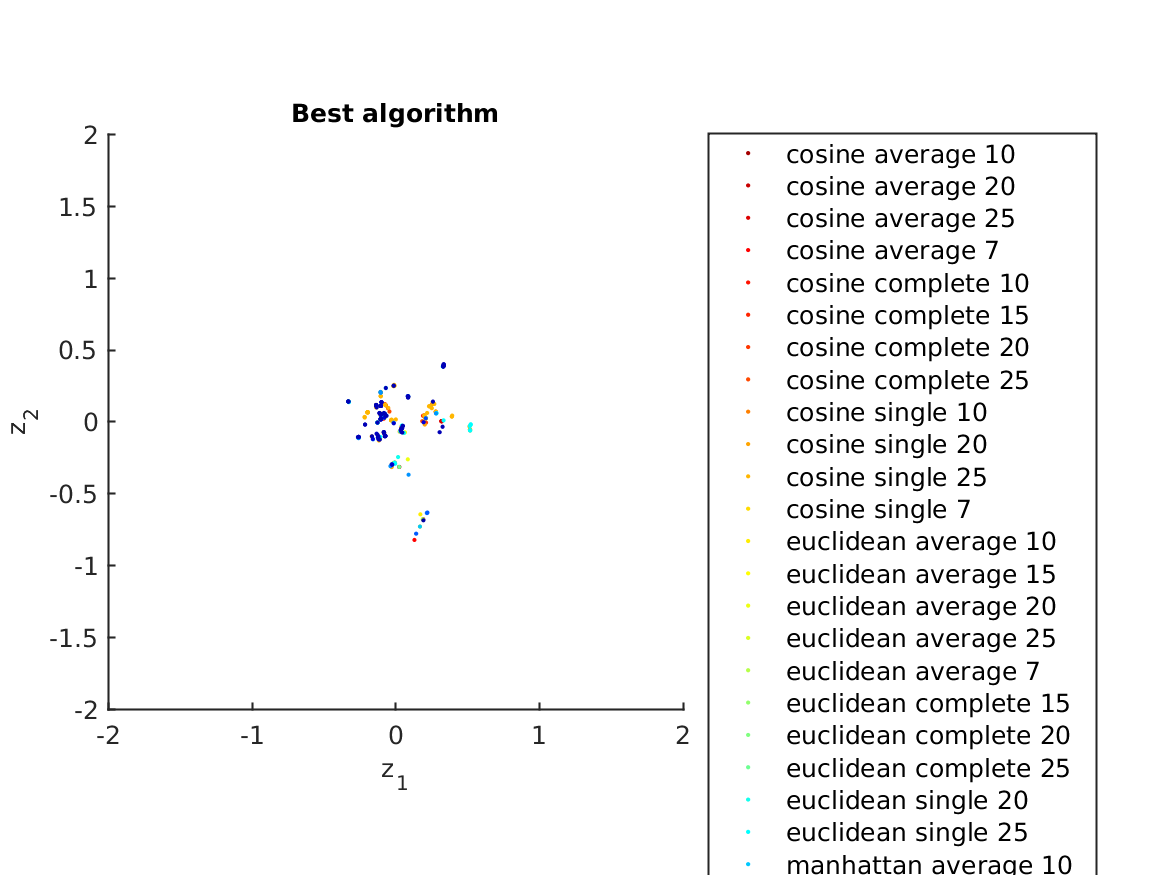 Best algorithm
2
1.5
1
0.5
0
-0.5
-1
-1.5
-2
z2
-2 -1 0 1 2
z1
cosine average 10
cosine average 20
cosine average 25
cosine average 7
cosine complete 10
cosine complete 15
cosine complete 20
cosine complete 25
cosine single 10
cosine single 20
cosine single 25
cosine single 7
euclidean average 10
euclidean average 15
euclidean average 20
euclidean average 25
euclidean average 7
euclidean complete 15
euclidean complete 20
euclidean complete 25
euclidean single 20
euclidean single 25
manhattan average 10